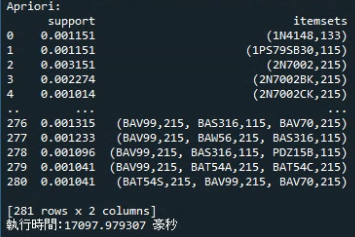 Apriori:
support itemsets
0 0.001151 (1N4148,133)
1 0.001151 (1PS79SB30,115)
2 0.003151 (2N7002,215)
3 0.002274 (2N7002BK,215)
4 0.001014 (2N7002CK,215)
.. ... ...
276 0.001315 (BAV99,215, BAS316,115, BAV70,215)
277 0.001233 (BAV99,215, BAW56,215, BAS316,115)
278 0.001096 (BAV99,215, BAS316,115, PDZ15B,115)
279 0.001041 (BAV99,215, BAT54A,215, BAT54C,215)
280 0.001041 (BAT54S,215, BAV99,215, BAV70,215)
[281 rows x 2 columns]
執行時間:17097.979307 豪秒